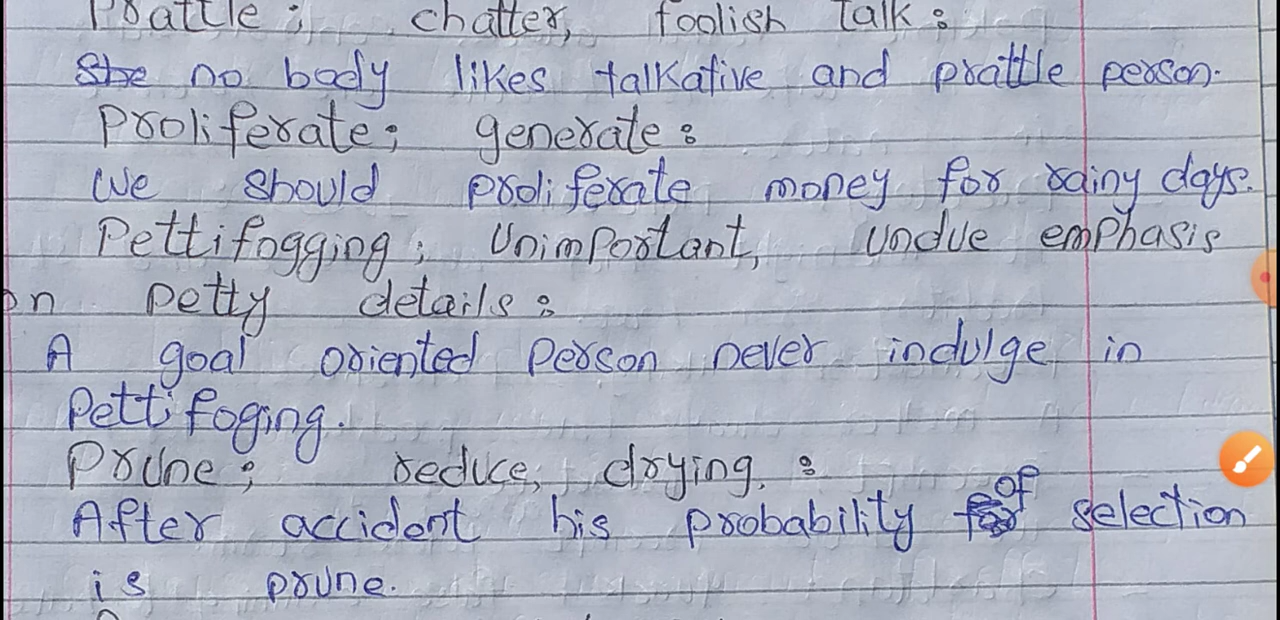 Prattle; chatter, foolish talk:
She no body likes talkative and prattle person.
Proliferate; generate:
We should proliferate money for rainy days.
Pettifogging; Unimportant, undue emphasis
on petty details:
A goal oriented person never indulge in
Pettifoging.
Prune; reduce, drying. :
After accident his probability of selection
is prune.